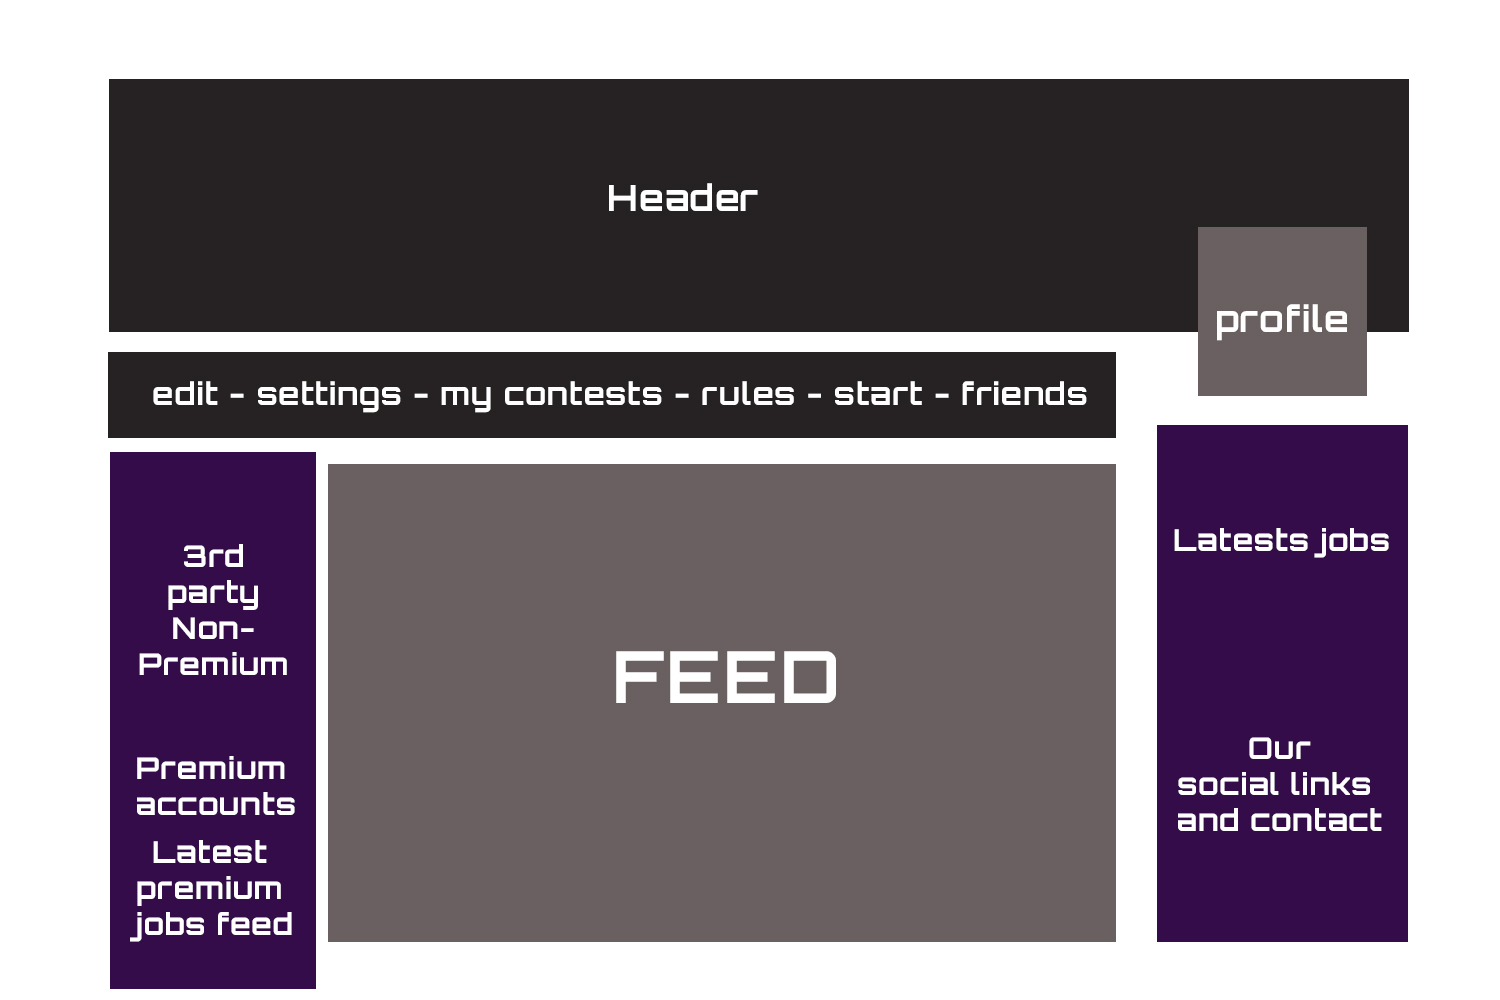 Header
profile
edit - settings - my contests - rules - start - friends
3rd
party
Non-
Premium
Premium
accounts
Latest
premium
jobs feed
FEED
Latests jobs
Our
social links
and contact